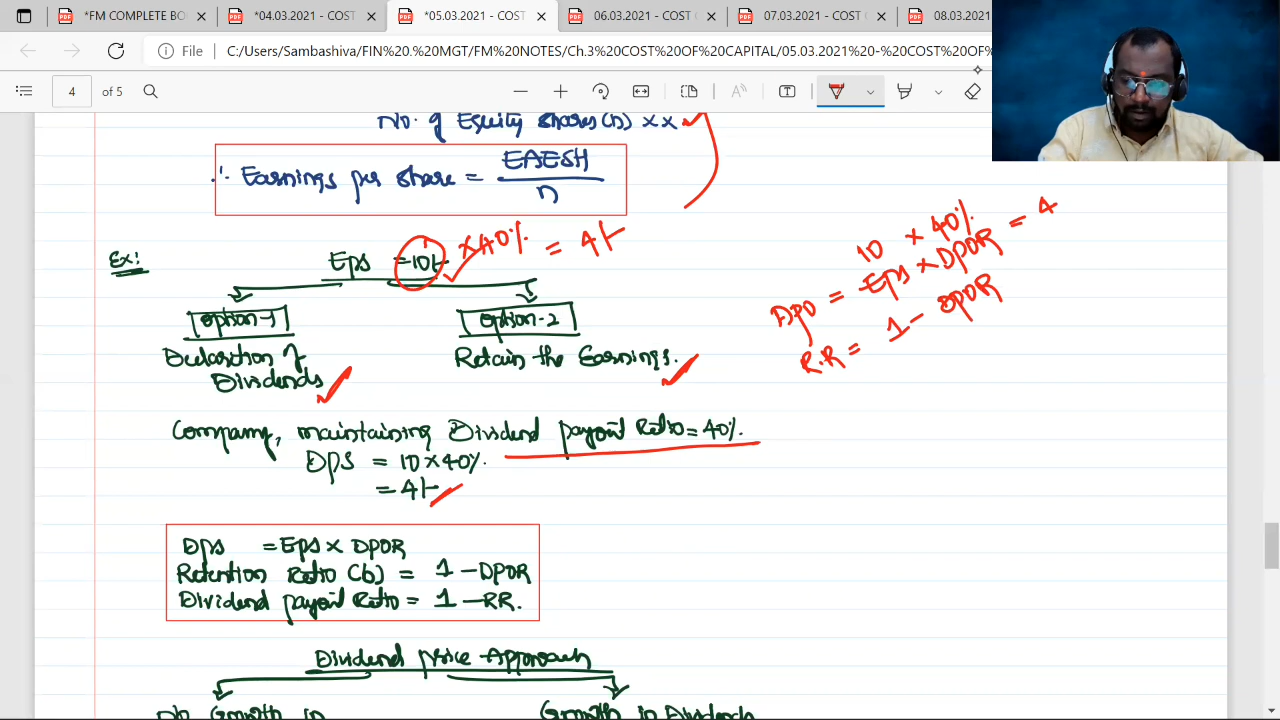 *FM COMPLETE BO
*04.03.2021 - COST
*05.03.2021 - COST
06.03.2021 - COST
07.03.2021 - COST
08.03.2021
File
C:/Users/Sambashiva/FIN%20.%20MGT/FM%20NOTES/Ch.3%20COST%20OF%20CAPITAL/05.03.2021%20-%20COST%20OF%
4 of 5
No. of Equity Shares (n) xx
∴ Earnings per share = EAESH / n
Ex:
Eps = 10/- × 40% = 4/-
Option-1
Option-2
Declaration of Dividends
Retain the Earnings.
10 × 40%
DPO = EPS × DPOR = 4
R.R = 1 - DPOR
Company, maintaining Dividend payout Ratio = 40%.
DPS = 10 × 40%.
= 4/-
DPS = EPS × DPOR
Retention Ratio (b) = 1 - DPOR
Dividend payout Ratio = 1 - RR.
Dividend price Approach
No Growth in
Growth in Dividends